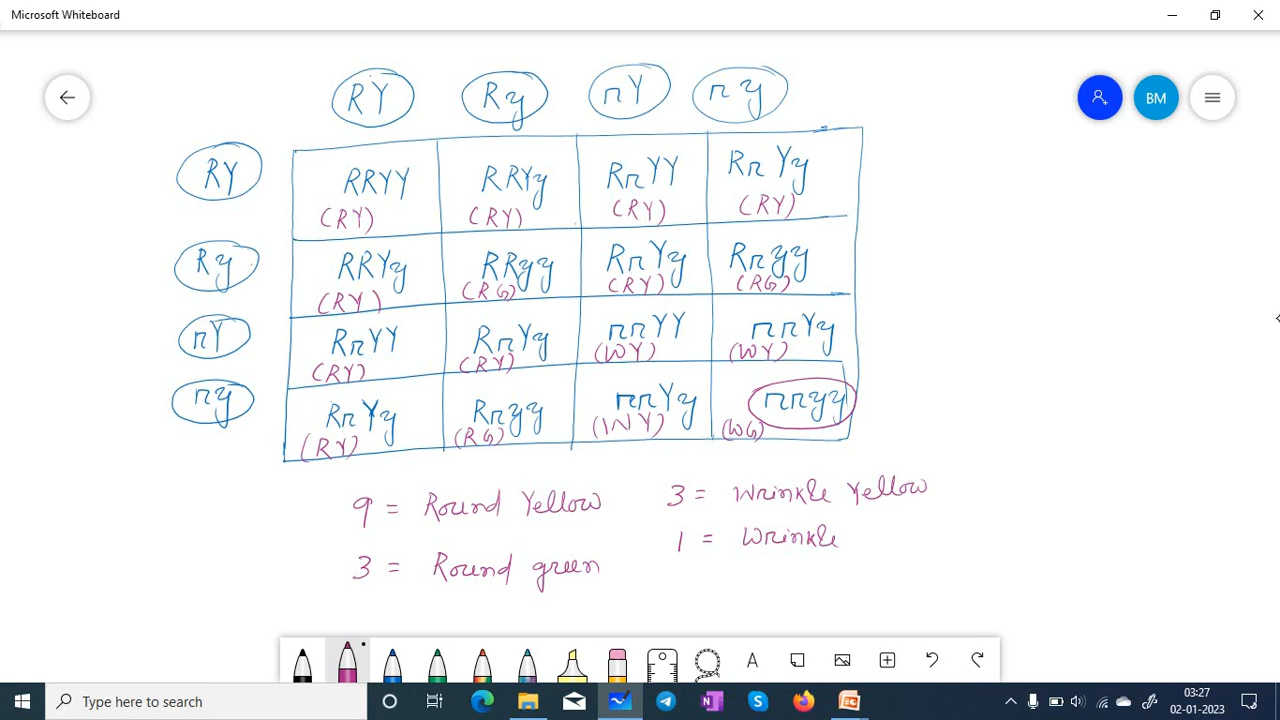 Microsoft Whiteboard
BM
RY Ry rY ry
RY RRYY RRYy RrYY RrYy
(RY) (RY) (RY) (RY)
Ry RRYy RRyy RrYy Rryy
(RY) (RG) (RY) (RG)
rY RrYY RrYy rrYY rrYy
(RY) (RY) (WY) (WY)
ry RrYy Rryy rrYy rryy
(RY) (RG) (WY) (WG)
9 = Round Yellow 3 = Wrinkle Yellow
1 = Wrinkle
3 = Round green
A
Type here to search
03:27
02-01-2023